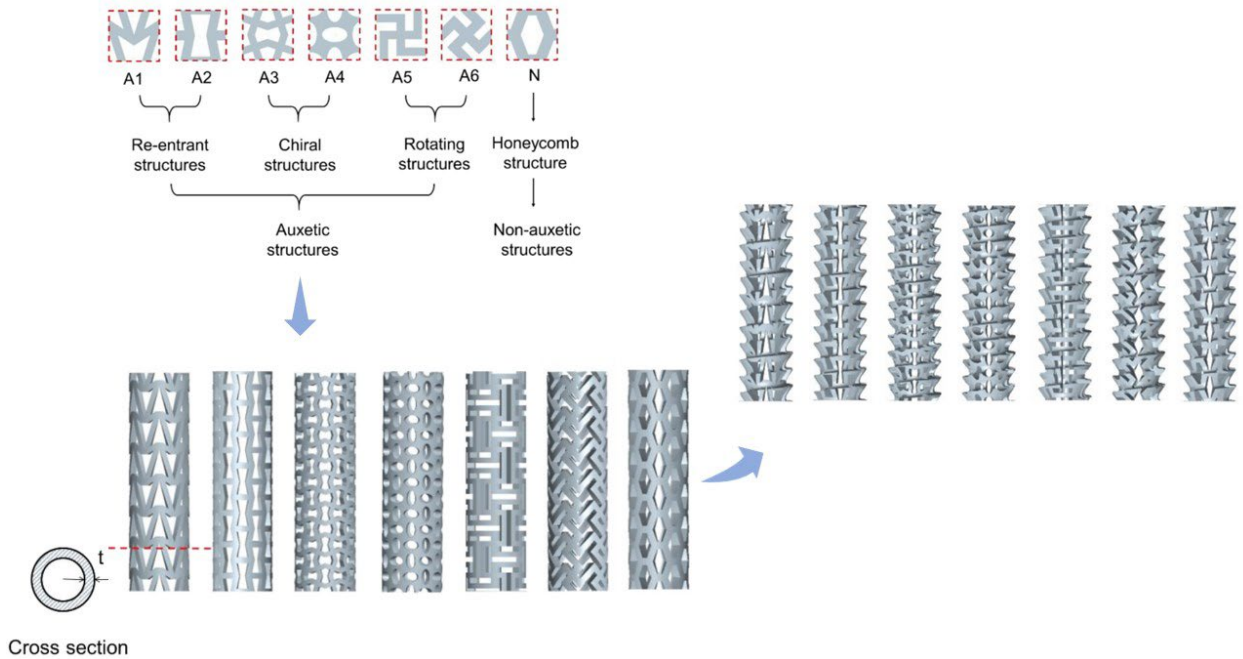 A1 A2 A3 A4 A5 A6 N
Re-entrant
structures
Chiral
structures
Rotating
structures
Honeycomb
structure
Auxetic
structures
Non-auxetic
structures
t
Cross section